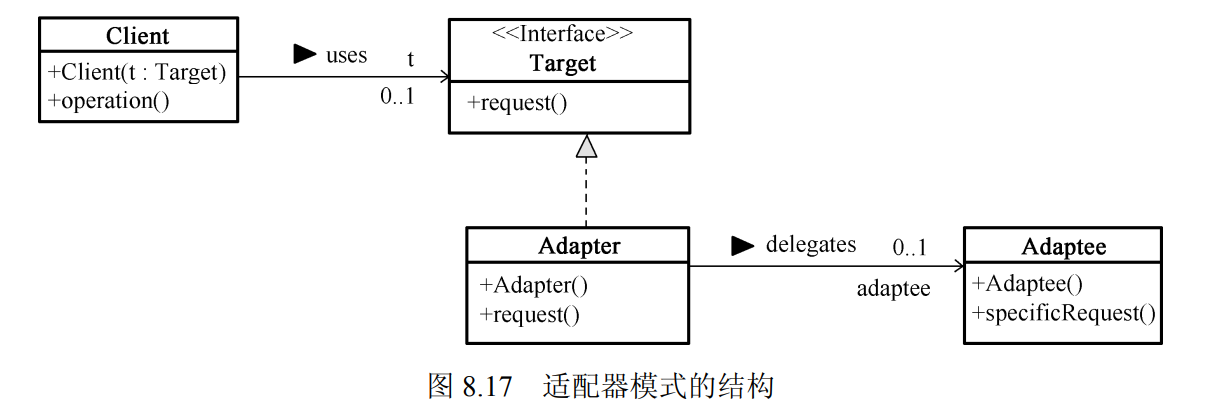 Client
+Client(t : Target)
+operation()
uses
t
0..1
<<Interface>>
Target
+request()
Adapter
+Adapter()
+request()
delegates
0..1
adaptee
Adaptee
+Adaptee()
+specificRequest()
图 8.17 适配器模式的结构